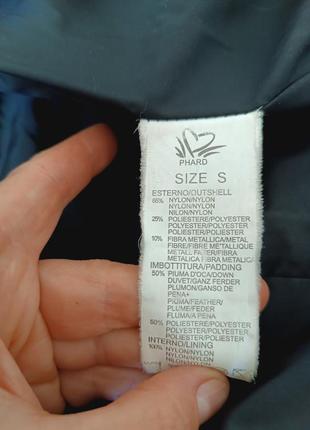 PHARD
SIZE S
ESTERNO/OUTSHELL
65% NYLON/NYLON
NYLON/NYLON
NILON/NYLON
25% POLIESTERE/POLYESTER
POLYESTER/POLYESTER
POLIESTER/POLIESTER
10% FIBRA METALLICA/METAL
FIBRE/FIBRE METALLIQUE
METALL FASER/FIBRA
METALICA FIBRA METALICA
IMBOTTITURA/PADDING
50% PIUMA D'OCA/DOWN
DUVET/GANZ FERDER
PLUMON/GANSO DE
PENA+
PIUMA/FEATHER/
PLUME/FEDER
FLUMA/A PENA
50% POLIESTERE/POLYESTER
POLYESTER/POLYESTER
POLIESTER/POLIESTER
INTERNO/LINING
100% NYLON/NYLON
NYLON/NYLON